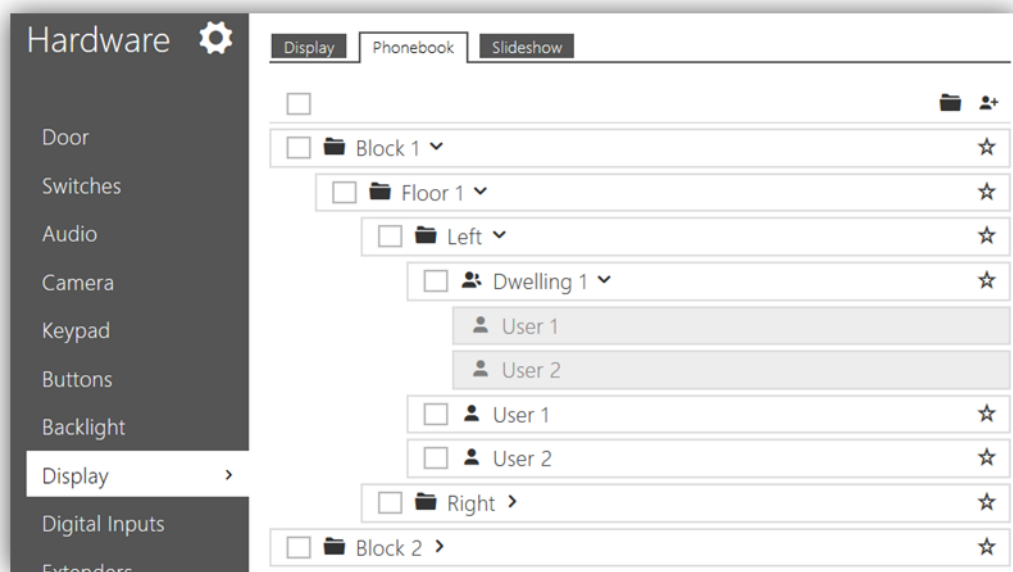 Hardware
Door
Switches
Audio
Camera
Keypad
Buttons
Backlight
Display
Digital Inputs
Extenders
Display Phonebook Slideshow
Block 1
Floor 1
Left
Dwelling 1
User 1
User 2
User 1
User 2
Right
Block 2